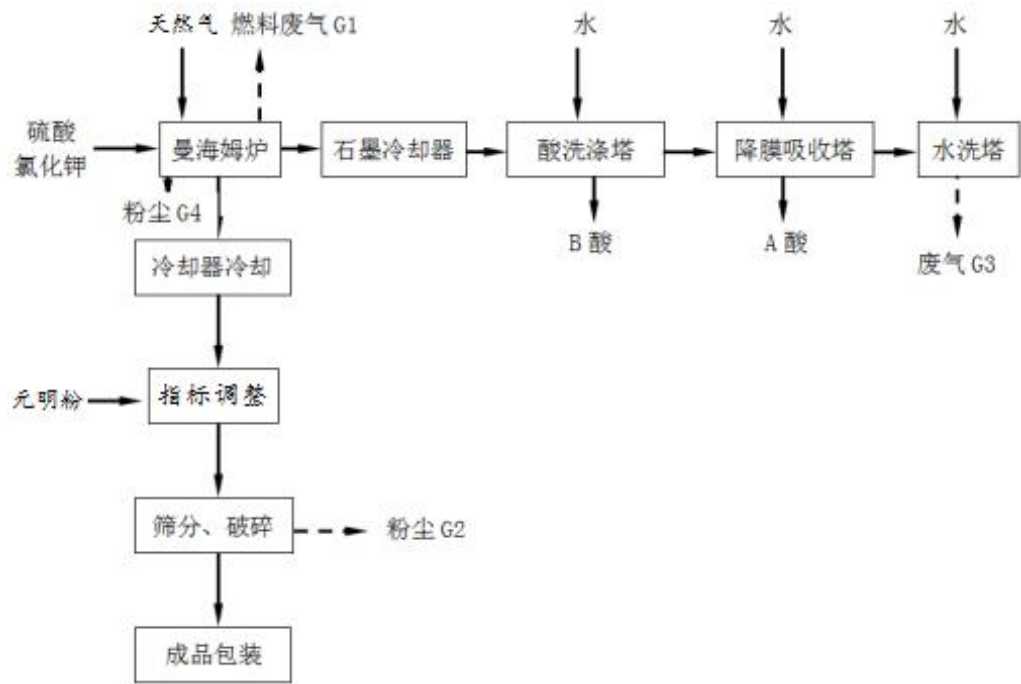 天然气 燃料废气 G1 水 水 水
硫酸
氯化钾
曼海姆炉 石墨冷却器 酸洗涤塔 降膜吸收塔 水洗塔
粉尘 G4 B 酸 A 酸 废气 G3
冷却器冷却
元明粉 指标调整
筛分、破碎 粉尘 G2
成品包装